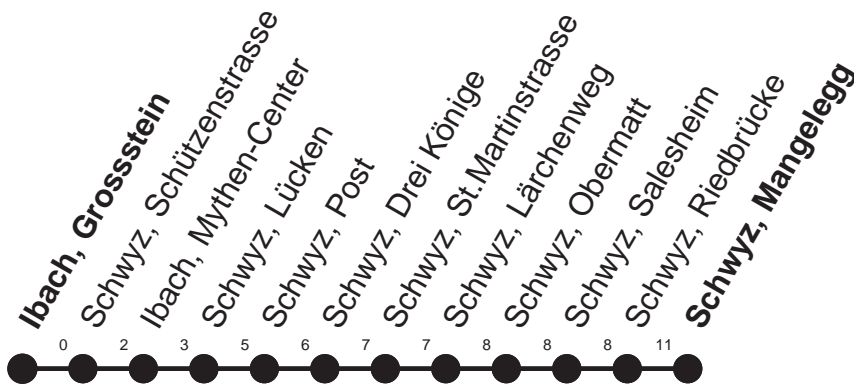 Ibach, Grossstein
Schwyz, Schützenstrasse
Ibach, Mythen-Center
Schwyz, Lücken
Schwyz, Post
Schwyz, Drei Könige
Schwyz, St.Martinstrasse
Schwyz, Lärchenweg
Schwyz, Obermatt
Schwyz, Salesheim
Schwyz, Riedbrücke
Schwyz, Mangelegg
0 2 3 5 6 7 7 8 8 8 11